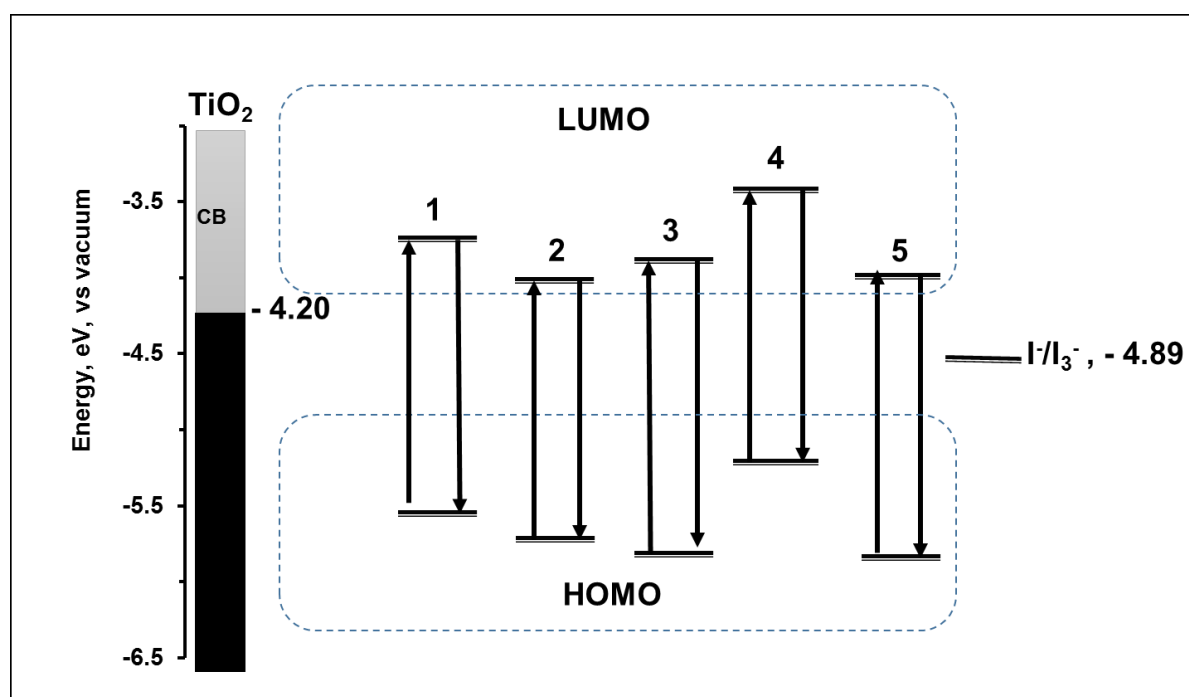 TiO₂
LUMO
Energy, eV, vs vacuum
-3.5
-4.5
-5.5
-6.5
CB
- 4.20
1
2
3
4
5
I⁻/I₃⁻ , - 4.89
HOMO